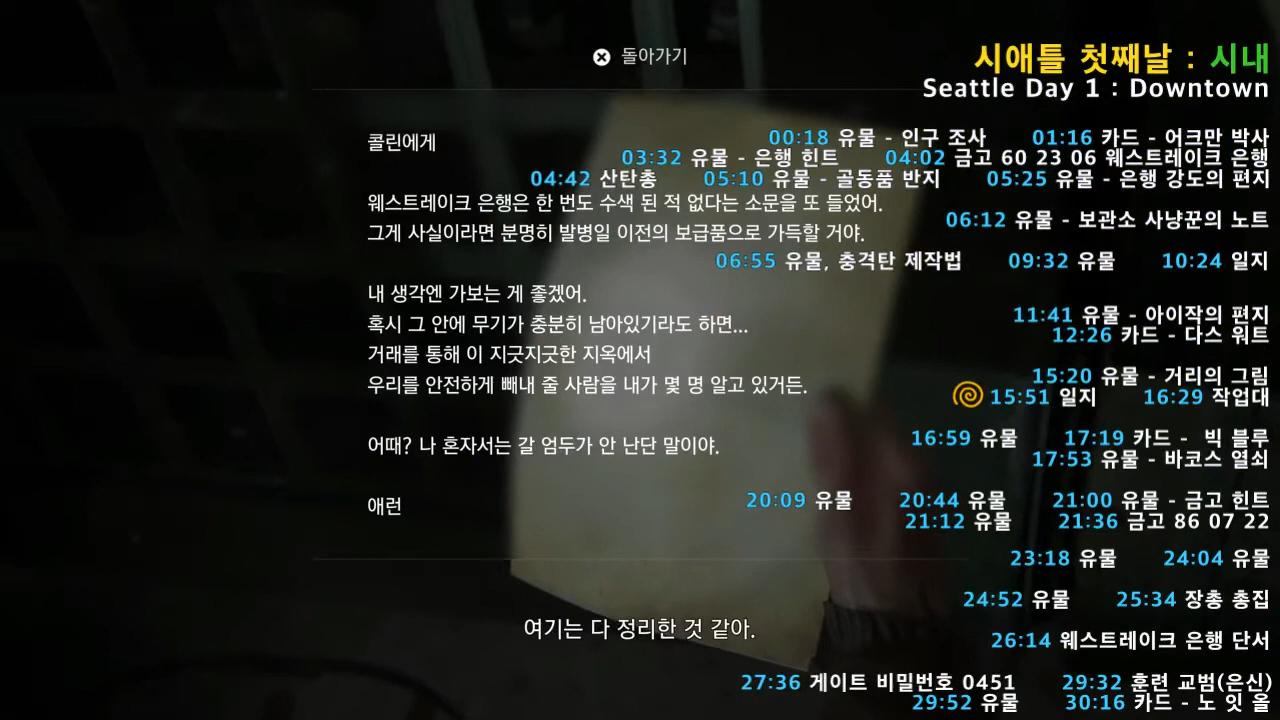 돌아가기
시애틀 첫째날 : 시내
Seattle Day 1 : Downtown
콜린에게
00:18 유물 - 인구 조사 01:16 카드 - 어크만 박사
03:32 유물 - 은행 힌트 04:02 금고 60 23 06 웨스트레이크 은행
04:42 산탄총 05:10 유물 - 골동품 반지 05:25 유물 - 은행 강도의 편지
웨스트레이크 은행은 한 번도 수색 된 적 없다는 소문을 또 들었어.
06:12 유물 - 보관소 사냥꾼의 노트
그게 사실이라면 분명히 발병일 이전의 보급품으로 가득할 거야.
06:55 유물, 충격탄 제작법 09:32 유물 10:24 일지
내 생각엔 가보는 게 좋겠어.
11:41 유물 - 아이작의 편지
혹시 그 안에 무기가 충분히 남아있기라도 하면...
12:26 카드 - 다스 워트
거래를 통해 이 지긋지긋한 지옥에서
15:20 유물 - 거리의 그림
우리를 안전하게 빼내 줄 사람을 내가 몇 명 알고 있거든.
15:51 일지 16:29 작업대
16:59 유물 17:19 카드 - 빅 블루
어때? 나 혼자서는 갈 엄두가 안 난단 말이야.
17:53 유물 - 바코스 열쇠
20:09 유물 20:44 유물 21:00 유물 - 금고 힌트
애런
21:12 유물 21:36 금고 86 07 22
23:18 유물 24:04 유물
24:52 유물 25:34 장총 총집
여기는 다 정리한 것 같아.
26:14 웨스트레이크 은행 단서
27:36 게이트 비밀번호 0451 29:32 훈련 교범(은신)
29:52 유물 30:16 카드 - 노 잇 올